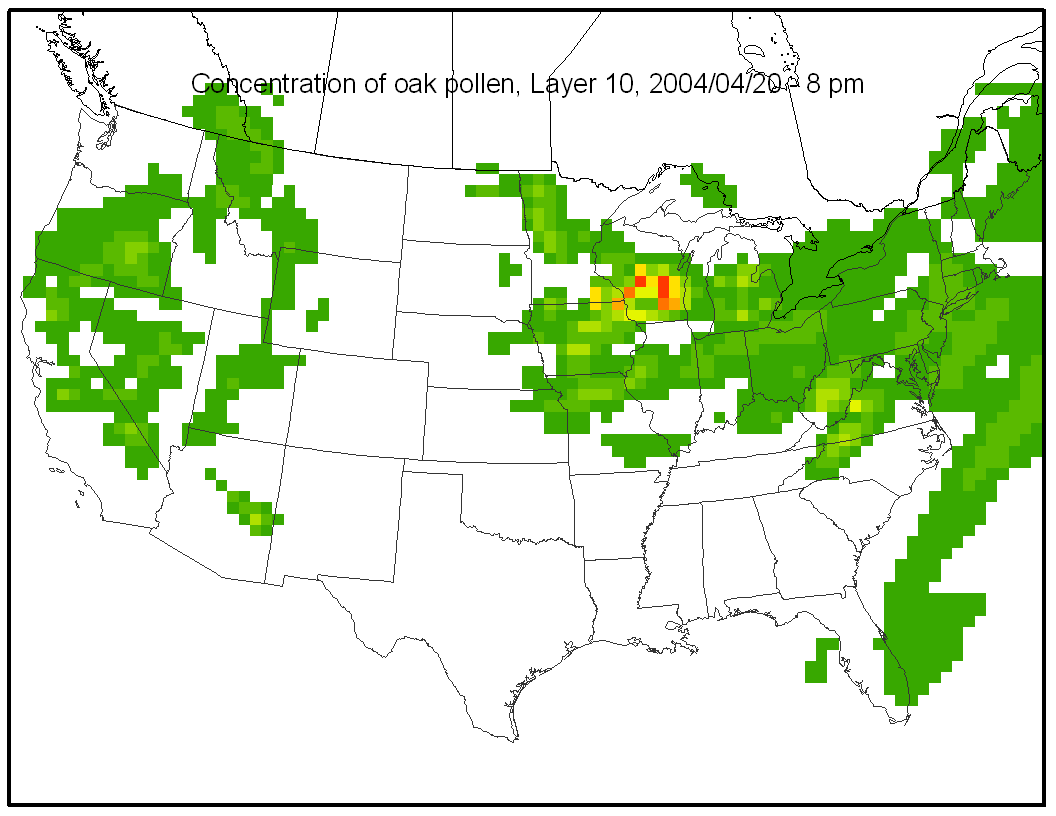 Concentration of oak pollen, Layer 10, 2004/04/20 - 8 pm